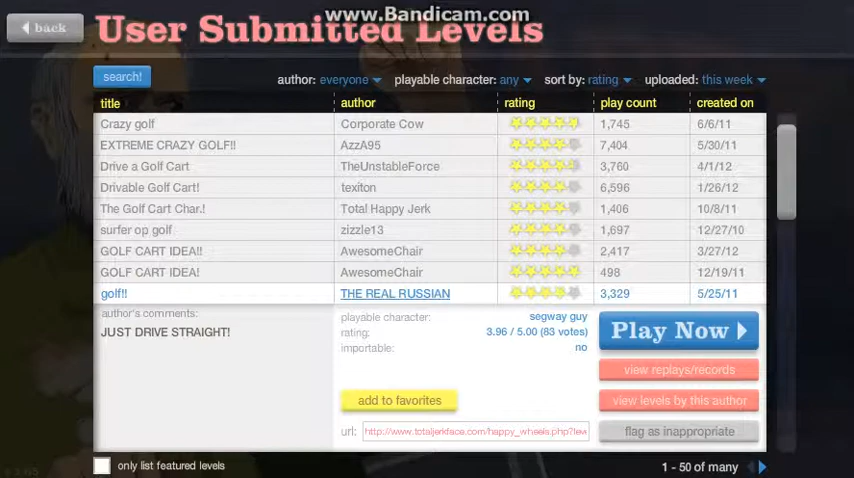 www.Bandicam.com
back
User Submitted Levels
search!
author: everyone playable character: any sort by: rating uploaded: this week
title author rating play count created on
Crazy golf Corporate Cow 1,745 6/6/11
EXTREME CRAZY GOLF!! AzzA95 7,404 5/30/11
Drive a Golf Cart TheUnstableForce 3,760 4/1/12
Drivable Golf Cart! texiton 6,596 1/26/12
The Golf Cart Char.! Total Happy Jerk 1,406 10/8/11
surfer op golf zizzle13 1,697 12/27/10
GOLF CART IDEA!! AwesomeChair 2,417 3/27/12
GOLF CART IDEA! AwesomeChair 498 12/19/11
golf!! THE REAL RUSSIAN 3,329 5/25/11
author's comments:
JUST DRIVE STRAIGHT!
playable character: segway guy
rating: 3.96 / 5.00 (83 votes)
importable: no
add to favorites
url: http://www.totaljerkface.com/happy_wheels.php?lev
Play Now
view replays/records
view levels by this author
flag as inappropriate
only list featured levels
1 - 50 of many